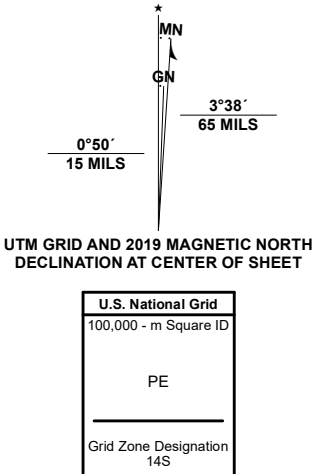 MN
GN
3°38´
65 MILS
0°50´
15 MILS
UTM GRID AND 2019 MAGNETIC NORTH
DECLINATION AT CENTER OF SHEET
U.S. National Grid
100,000 - m Square ID
PE
Grid Zone Designation
14S